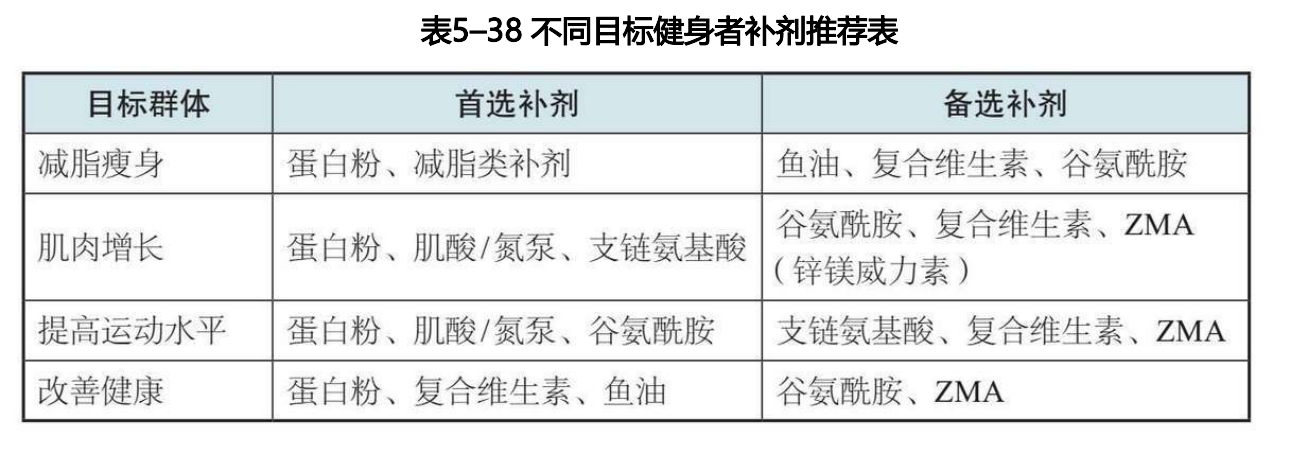 表5–38 不同目标健身者补剂推荐表
目标群体 首选补剂 备选补剂
减脂瘦身 蛋白粉、减脂类补剂 鱼油、复合维生素、谷氨酰胺
肌肉增长 蛋白粉、肌酸/氮泵、支链氨基酸 谷氨酰胺、复合维生素、ZMA
（锌镁威力素）
提高运动水平 蛋白粉、肌酸/氮泵、谷氨酰胺 支链氨基酸、复合维生素、ZMA
改善健康 蛋白粉、复合维生素、鱼油 谷氨酰胺、ZMA